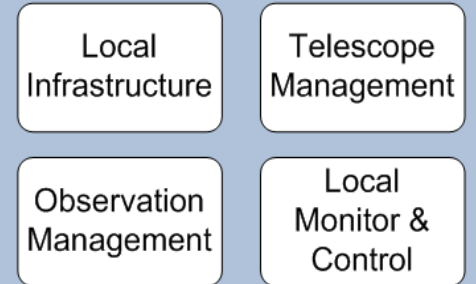 Local
Infrastructure
Telescope
Management
Observation
Management
Local
Monitor &
Control